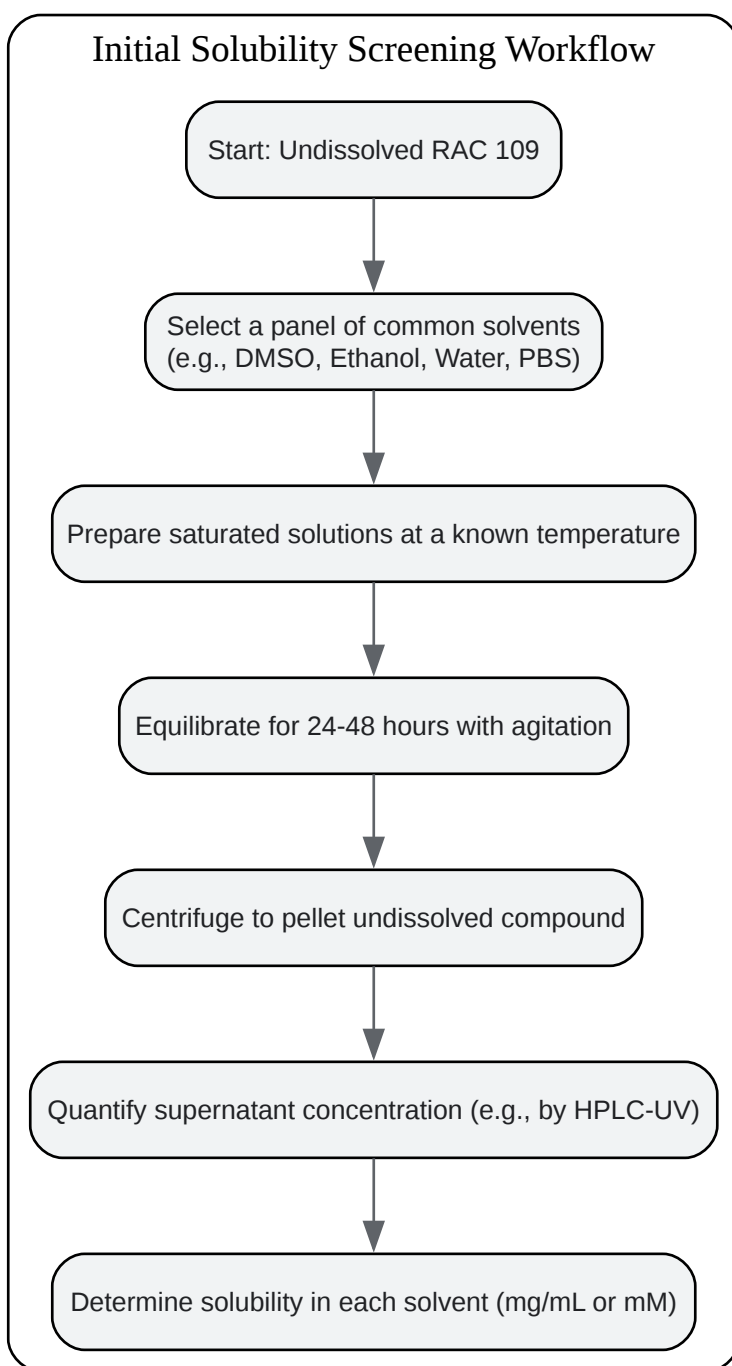 Initial Solubility Screening Workflow
Start: Undissolved RAC 109
Select a panel of common solvents
(e.g., DMSO, Ethanol, Water, PBS)
Prepare saturated solutions at a known temperature
Equilibrate for 24-48 hours with agitation
Centrifuge to pellet undissolved compound
Quantify supernatant concentration (e.g., by HPLC-UV)
Determine solubility in each solvent (mg/mL or mM)